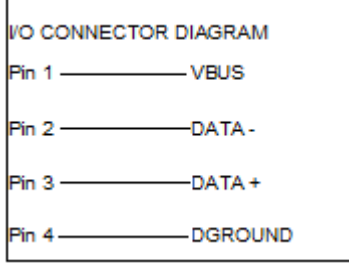 I/O CONNECTOR DIAGRAM
Pin 1 VBUS
Pin 2 DATA -
Pin 3 DATA +
Pin 4 DGROUND